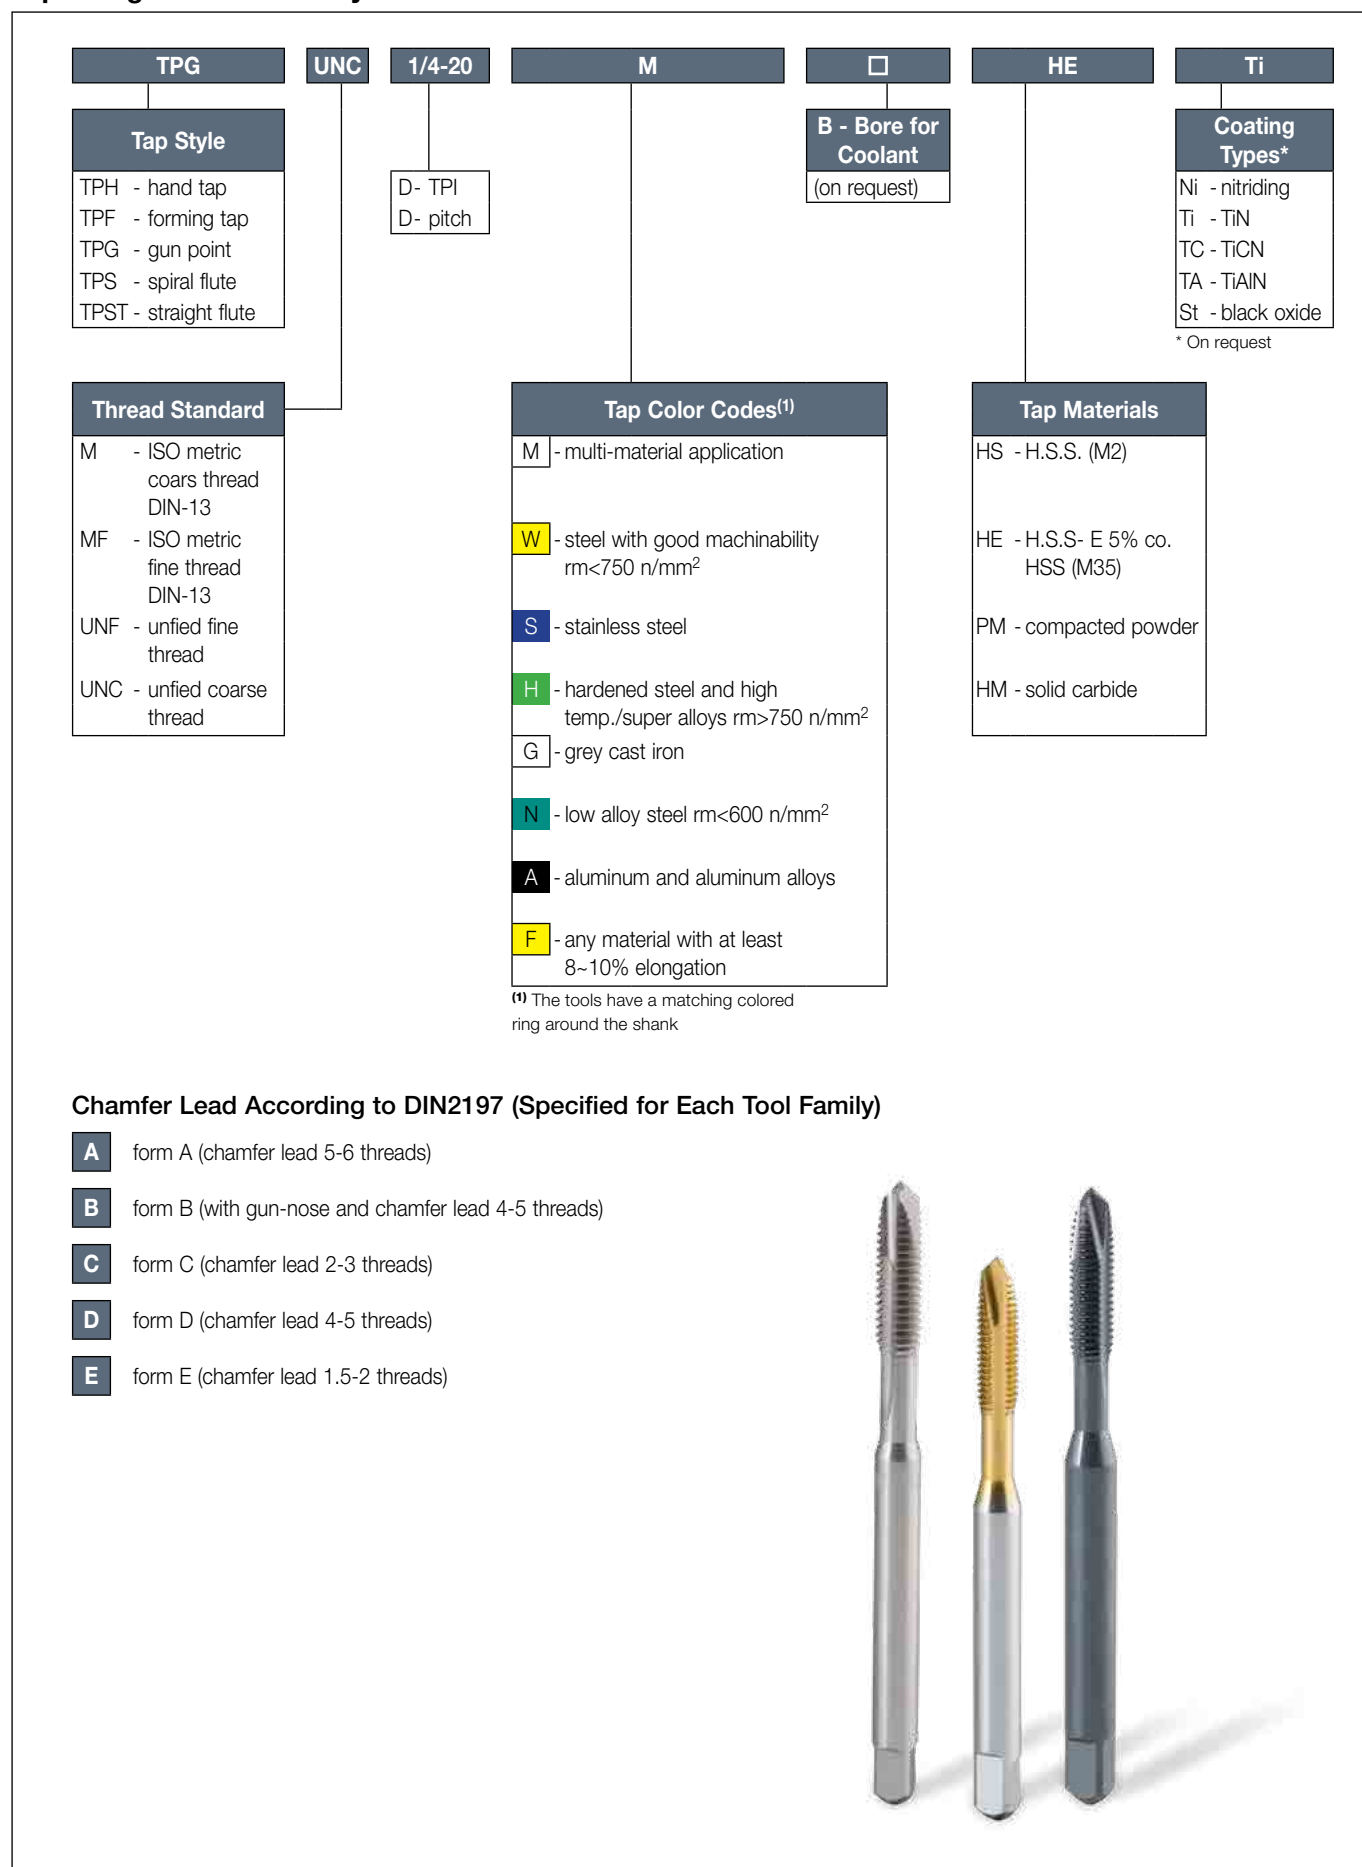 TPG UNC 1/4-20 M □ HE Ti
Tap Style
TPH - hand tap
TPF - forming tap
TPG - gun point
TPS - spiral flute
TPST - straight flute
D- TPI
D- pitch
B - Bore for
Coolant
(on request)
Coating
Types*
Ni - nitriding
Ti - TiN
TC - TiCN
TA - TiAlN
St - black oxide
* On request
Thread Standard
M - ISO metric
coars thread
DIN-13
MF - ISO metric
fine thread
DIN-13
UNF - unfied fine
thread
UNC - unfied coarse
thread
Tap Color Codes(1)
M - multi-material application
W - steel with good machinability
rm<750 n/mm2
S - stainless steel
H - hardened steel and high
temp./super alloys rm>750 n/mm2
G - grey cast iron
N - low alloy steel rm<600 n/mm2
A - aluminum and aluminum alloys
F - any material with at least
8~10% elongation
(1) The tools have a matching colored
ring around the shank
Tap Materials
HS - H.S.S. (M2)
HE - H.S.S- E 5% co.
HSS (M35)
PM - compacted powder
HM - solid carbide
Chamfer Lead According to DIN2197 (Specified for Each Tool Family)
A form A (chamfer lead 5-6 threads)
B form B (with gun-nose and chamfer lead 4-5 threads)
C form C (chamfer lead 2-3 threads)
D form D (chamfer lead 4-5 threads)
E form E (chamfer lead 1.5-2 threads)